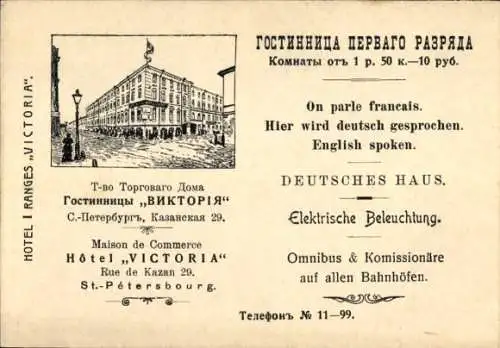 HOTEL I RANGES „VICTORIA".
Т-во Торговаго Дома
Гостинницы „ВИКТОРІЯ"
С.-Петербургъ, Казанская 29.
Maison de Commerce
Hôtel „VICTORIA"
Rue de Kazan 29.
St.-Pétersbourg.
ГОСТИННИЦА ПЕРВАГО РАЗРЯДА
Комнаты отъ 1 р. 50 к.—10 руб.
On parle francais.
Hier wird deutsch gesprochen.
English spoken.
DEUTSCHES HAUS.
Elektrische Beleuchtung.
Omnibus & Komissionäre
auf allen Bahnhöfen.
Телефонъ № 11—99.